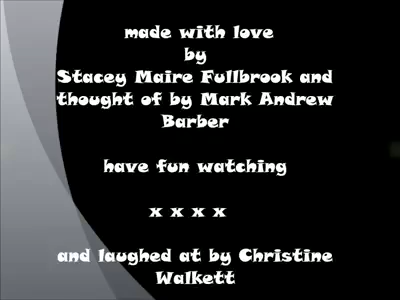 made with love
by
Stacey Maire Fullbrook and
thought of by Mark Andrew
Barber
have fun watching
x x x x
and laughed at by Christine
Walkett